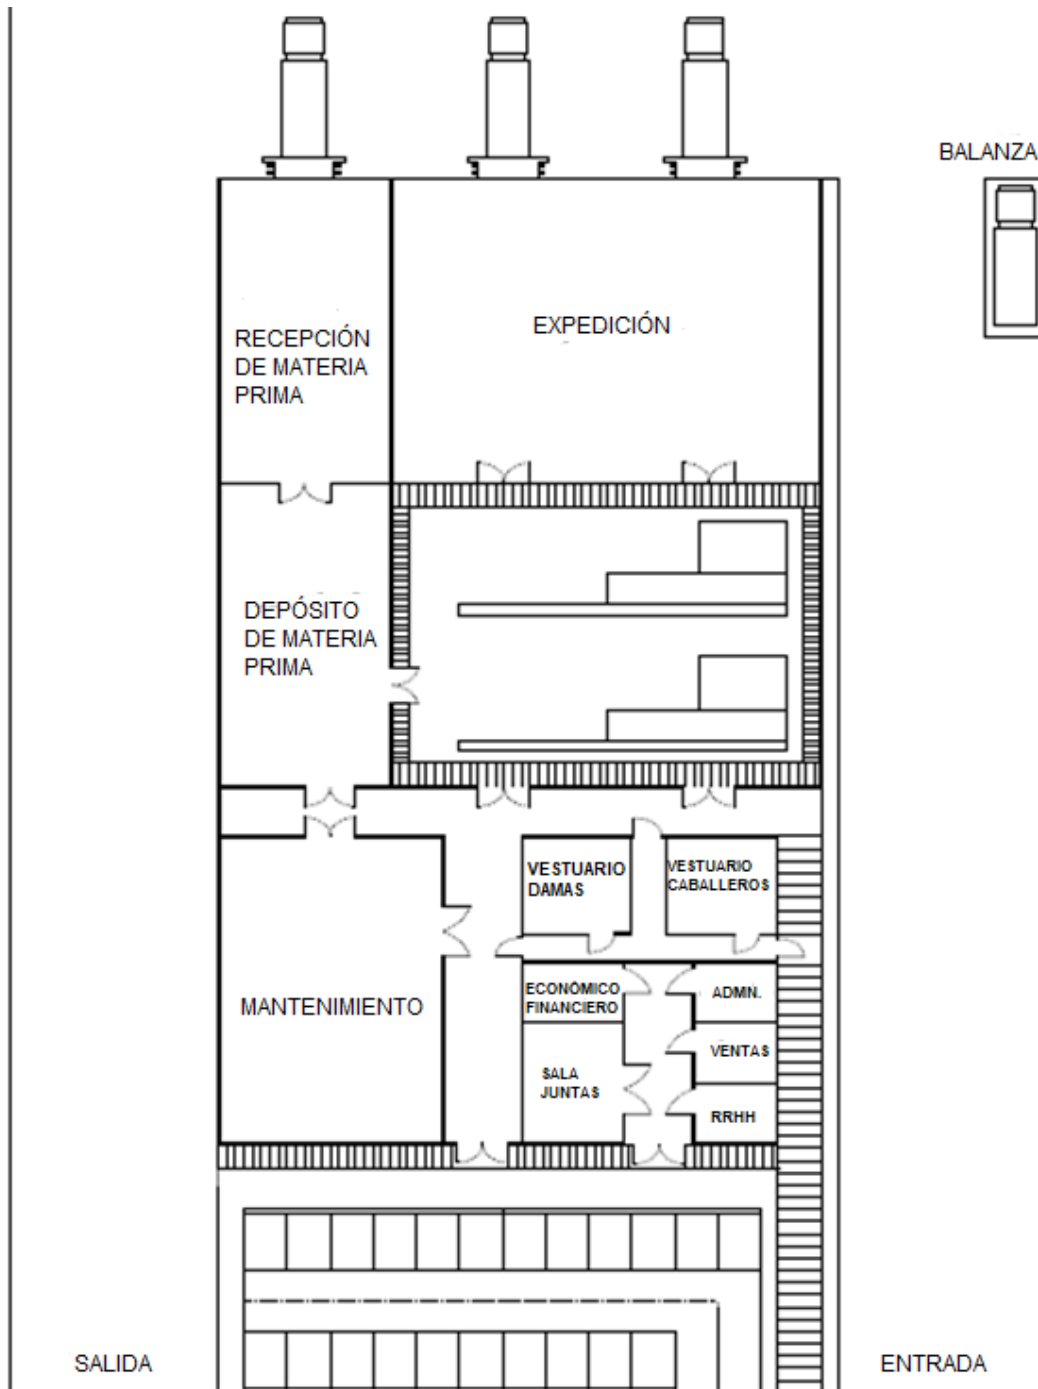 BALANZA
RECEPCIÓN
DE MATERIA
PRIMA
EXPEDICIÓN
DEPÓSITO
DE MATERIA
PRIMA
VESTUARIO
DAMAS
VESTUARIO
CABALLEROS
MANTENIMIENTO
ECONÓMICO
FINANCIERO
ADMN.
VENTAS
SALA
JUNTAS
RRHH
SALIDA
ENTRADA